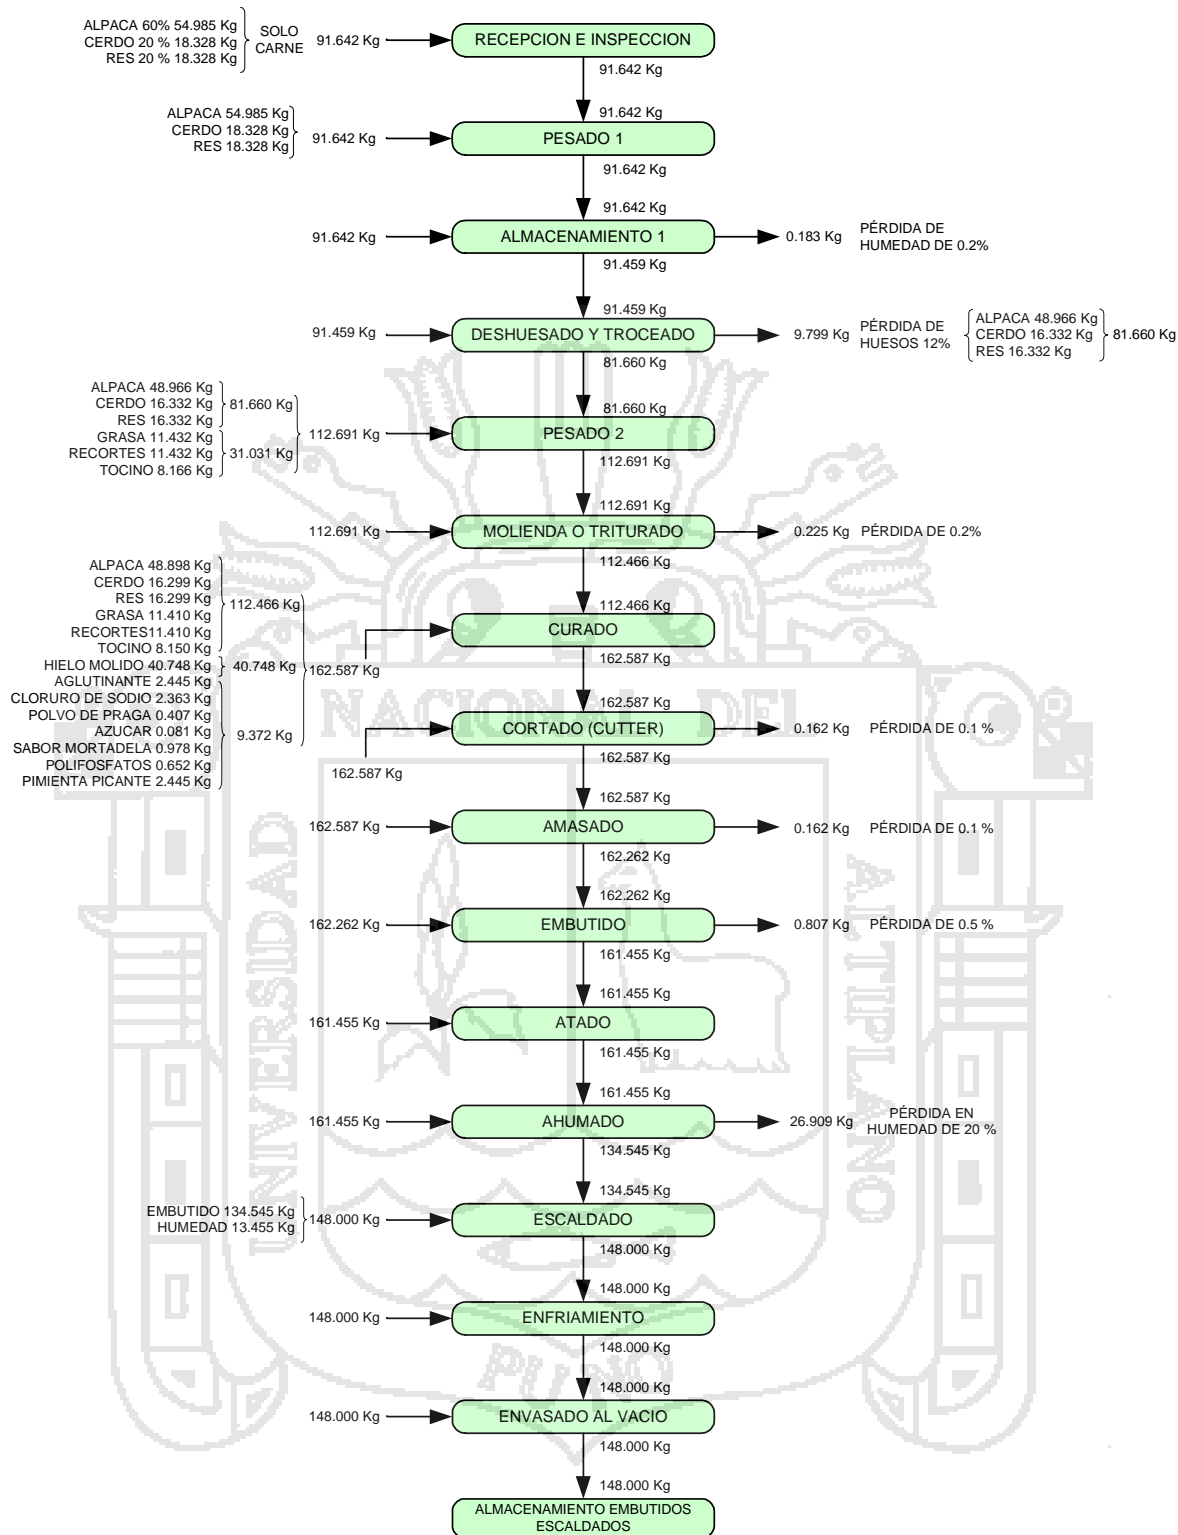 ALPACA 60% 54.985 Kg
CERDO 20 % 18.328 Kg
RES 20 % 18.328 Kg
SOLO
CARNE
91.642 Kg
RECEPCION E INSPECCION
91.642 Kg
91.642 Kg
ALPACA 54.985 Kg
CERDO 18.328 Kg
RES 18.328 Kg
91.642 Kg
PESADO 1
91.642 Kg
91.642 Kg
91.642 Kg
ALMACENAMIENTO 1
0.183 Kg
PÉRDIDA DE
HUMEDAD DE 0.2%
91.459 Kg
91.459 Kg
91.459 Kg
DESHUESADO Y TROCEADO
9.799 Kg
PÉRDIDA DE
HUESOS 12%
ALPACA 48.966 Kg
CERDO 16.332 Kg
RES 16.332 Kg
81.660 Kg
81.660 Kg
81.660 Kg
ALPACA 48.966 Kg
CERDO 16.332 Kg
RES 16.332 Kg
81.660 Kg
GRASA 11.432 Kg
RECORTES 11.432 Kg
TOCINO 8.166 Kg
31.031 Kg
112.691 Kg
PESADO 2
112.691 Kg
112.691 Kg
112.691 Kg
MOLIENDA O TRITURADO
0.225 Kg
PÉRDIDA DE 0.2%
112.466 Kg
112.466 Kg
ALPACA 48.898 Kg
CERDO 16.299 Kg
RES 16.299 Kg
GRASA 11.410 Kg
RECORTES11.410 Kg
TOCINO 8.150 Kg
112.466 Kg
HIELO MOLIDO 40.748 Kg
40.748 Kg
AGLUTINANTE 2.445 Kg
CLORURO DE SODIO 2.363 Kg
POLVO DE PRAGA 0.407 Kg
AZUCAR 0.081 Kg
SABOR MORTADELA 0.978 Kg
POLIFOSFATOS 0.652 Kg
PIMIENTA PICANTE 2.445 Kg
9.372 Kg
162.587 Kg
CURADO
162.587 Kg
162.587 Kg
162.587 Kg
CORTADO (CUTTER)
0.162 Kg
PÉRDIDA DE 0.1 %
162.587 Kg
162.587 Kg
162.587 Kg
AMASADO
0.162 Kg
PÉRDIDA DE 0.1 %
162.262 Kg
162.262 Kg
162.262 Kg
EMBUTIDO
0.807 Kg
PÉRDIDA DE 0.5 %
161.455 Kg
161.455 Kg
161.455 Kg
ATADO
161.455 Kg
161.455 Kg
161.455 Kg
AHUMADO
26.909 Kg
PÉRDIDA EN
HUMEDAD DE 20 %
134.545 Kg
134.545 Kg
EMBUTIDO 134.545 Kg
HUMEDAD 13.455 Kg
148.000 Kg
ESCALDADO
148.000 Kg
148.000 Kg
148.000 Kg
ENFRIAMIENTO
148.000 Kg
148.000 Kg
148.000 Kg
ENVASADO AL VACIO
148.000 Kg
148.000 Kg
ALMACENAMIENTO EMBUTIDOS
ESCALDADOS
UNIVERSIDAD
NACIONAL DEL
ALTIPLANO
PUNO